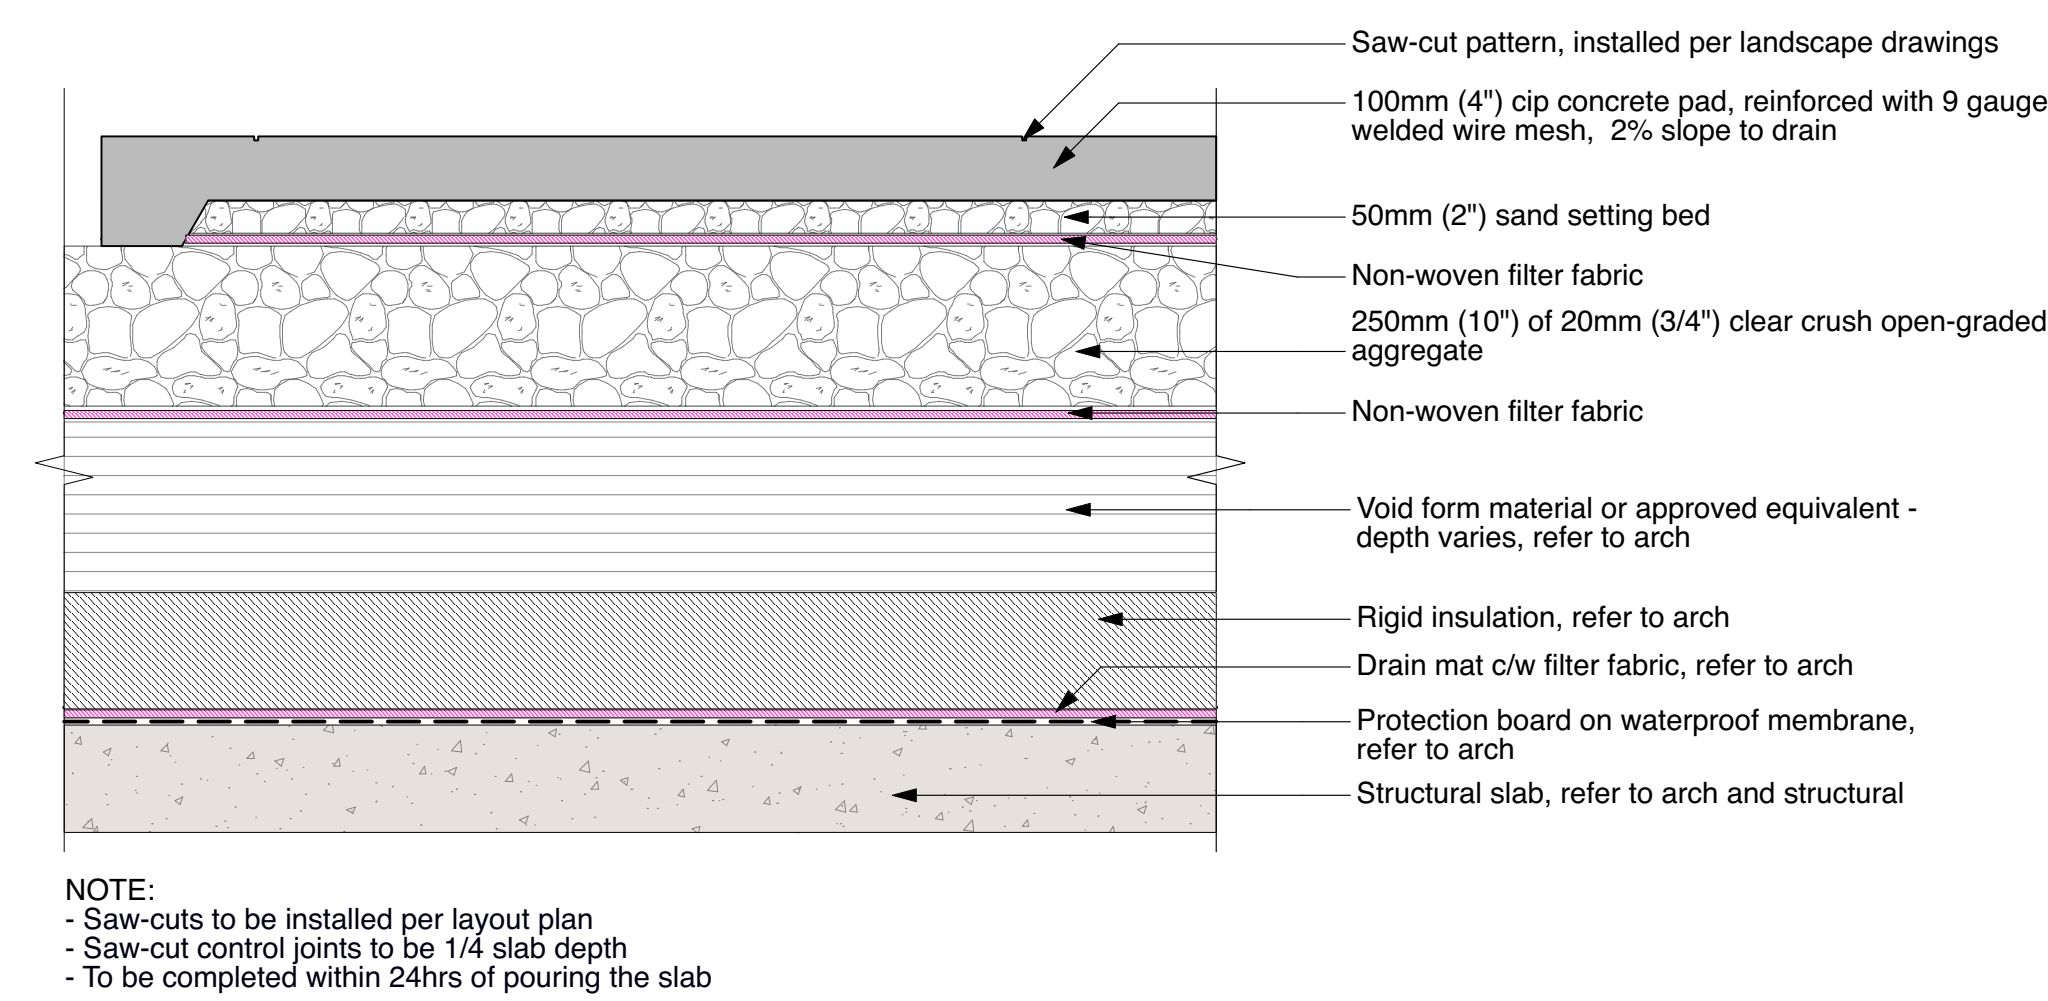 Saw-cut pattern, installed per landscape drawings
100mm (4") cip concrete pad, reinforced with 9 gauge
welded wire mesh,  2% slope to drain
50mm (2") sand setting bed
Non-woven filter fabric
250mm (10") of 20mm (3/4") clear crush open-graded
aggregate
Non-woven filter fabric
Void form material or approved equivalent -
depth varies, refer to arch
Rigid insulation, refer to arch
Drain mat c/w filter fabric, refer to arch
Protection board on waterproof membrane,
refer to arch
Structural slab, refer to arch and structural
NOTE:
- Saw-cuts to be installed per layout plan
- Saw-cut control joints to be 1/4 slab depth
- To be completed within 24hrs of pouring the slab